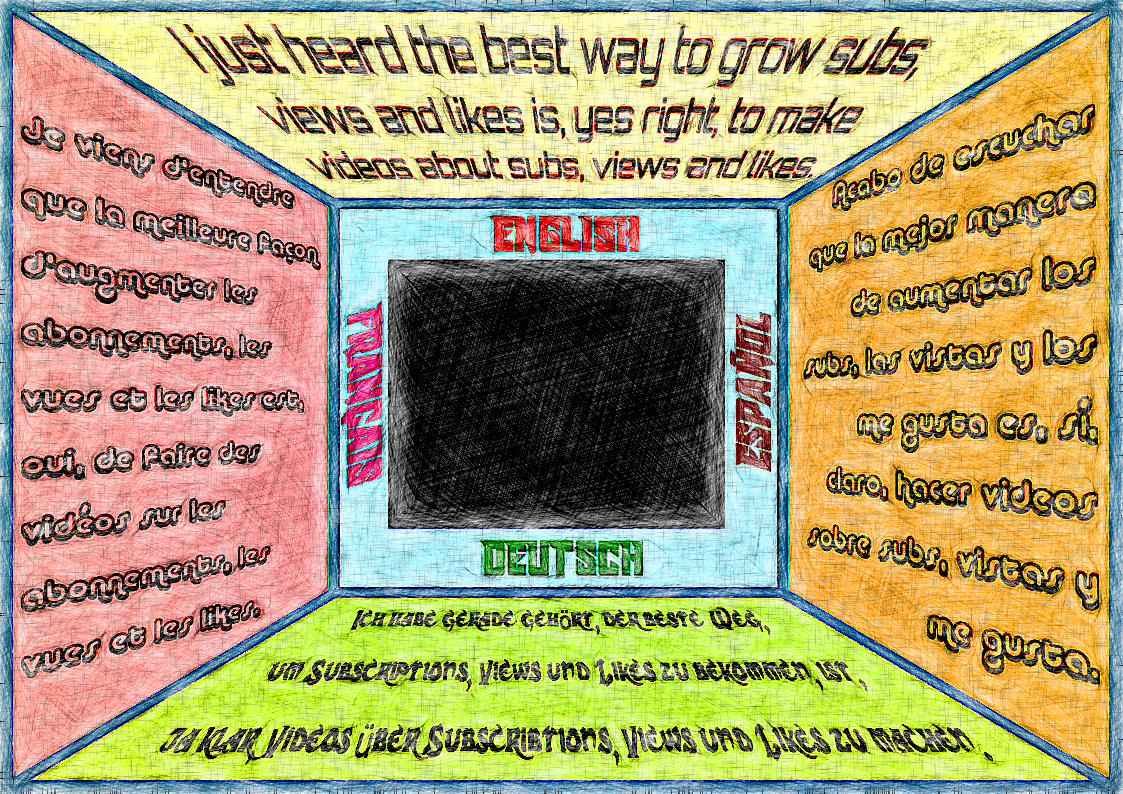 I just heard the best way to grow subs,
views and likes is, yes right, to make
videos about subs, views and likes.
Je viens d'entendre
que la meilleure façon
d'augmenter les
abonnements, les
vues et les likes est,
oui, de faire des
vidéos sur les
abonnements, les
vues et les likes.
ENGLISH
FRANÇAIS
ESPAÑOL
DEUTSCH
Acabo de escuchar
que la mejor manera
de aumentar los
subs, las vistas y los
me gusta es, sí,
claro, hacer videos
sobre subs, vistas y
me gusta.
Ich habe gerade gehört, der beste Weg,
um Subscriptions, Views und Likes zu bekommen, ist,
ja klar, Videos über Subscriptions, Views und Likes zu machen.